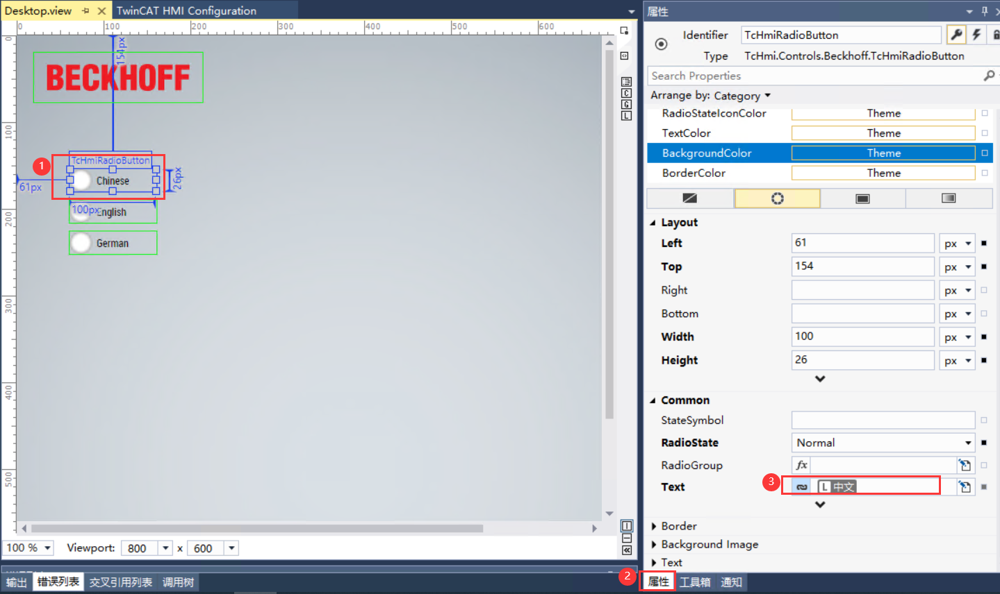 Desktop.view
TwinCAT HMI Configuration
0
100
200
300
400
500
600
0
100
200
300
400
500
154px
BECKHOFF
C
G
L
1
TcHmiRadioButton
Chinese
26px
61px
100px
English
German
100 %
Viewport:
800
x
600
输出
错误列表
交叉引用列表
调用树
属性
Identifier
TcHmiRadioButton
Type
TcHmi.Controls.Beckhoff.TcHmiRadioButton
Search Properties
Arrange by: Category
RadioStateIconColor
Theme
TextColor
Theme
BackgroundColor
Theme
BorderColor
Theme
Layout
Left
61
px
Top
154
px
Right
px
Bottom
px
Width
100
px
Height
26
px
Common
StateSymbol
RadioState
Normal
RadioGroup
fx
3
Text
L 中文
Border
Background Image
Text
2
属性
工具箱
通知